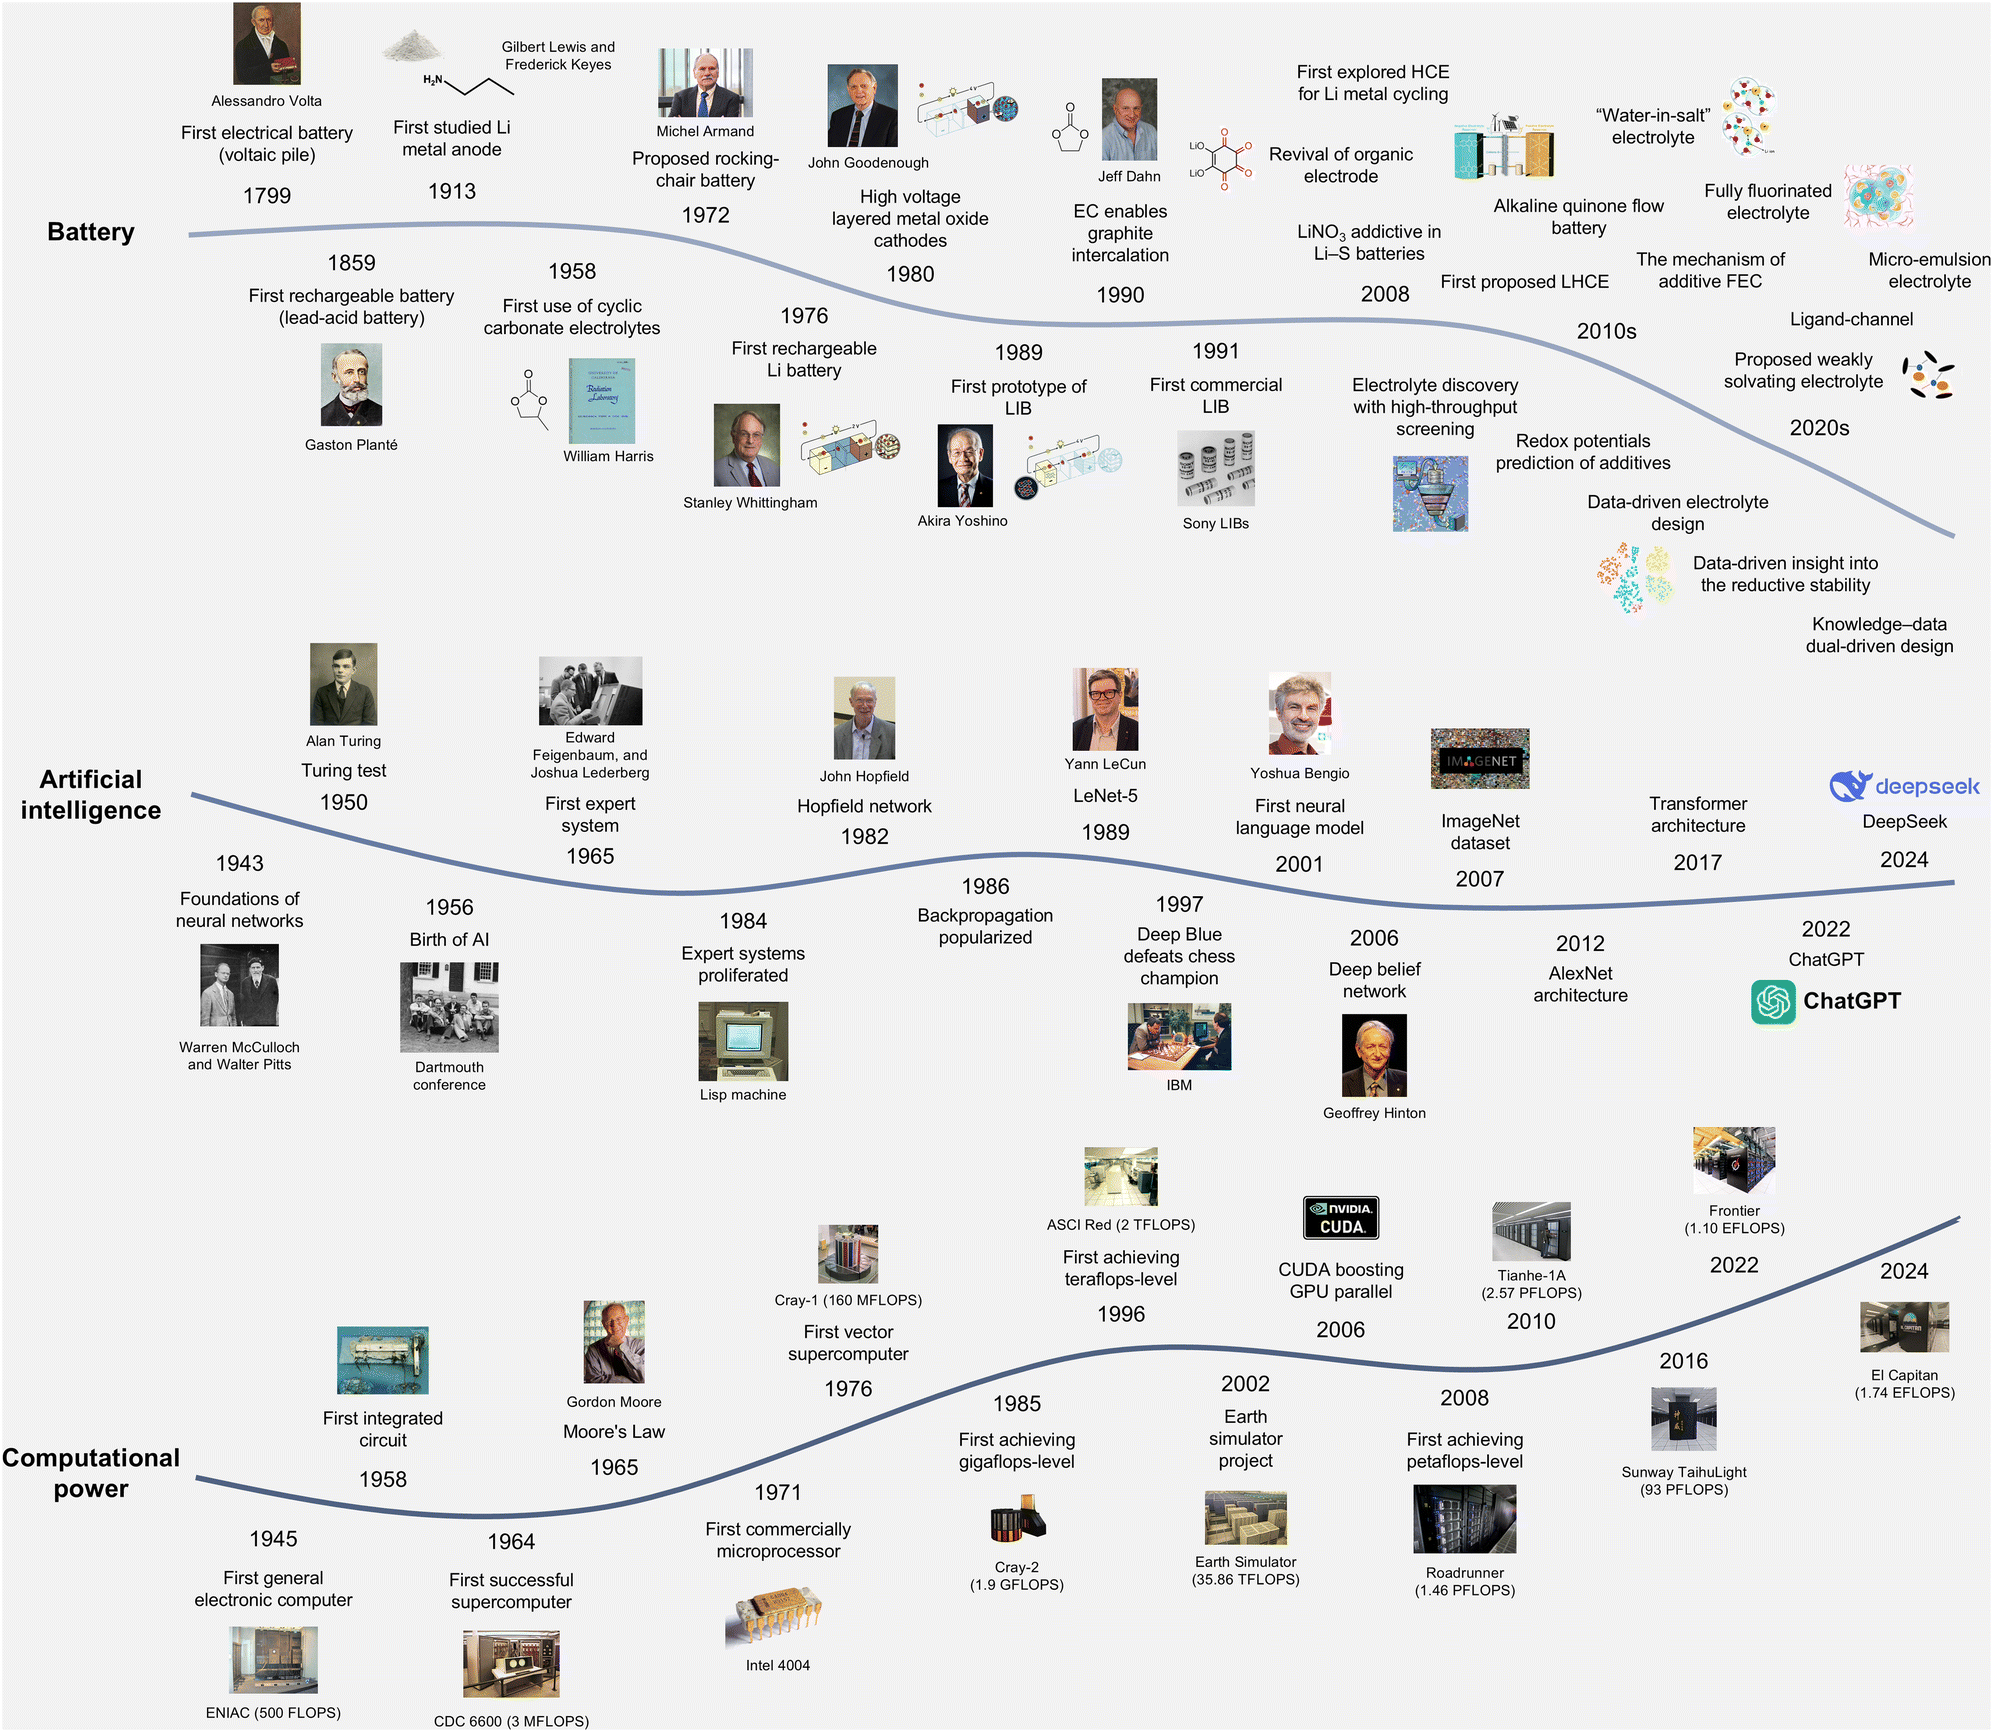 Battery
Alessandro Volta
First electrical battery
(voltaic pile)
1799
1859
First rechargeable battery
(lead-acid battery)
Gaston Planté
H₂N
Gilbert Lewis and
Frederick Keyes
First studied Li
metal anode
1913
1958
First use of cyclic
carbonate electrolytes
Radiation
Laboratory
William Harris
Michel Armand
Proposed rocking-
chair battery
1972
1976
First rechargeable
Li battery
Stanley Whittingham
John Goodenough
High voltage
layered metal oxide
cathodes
1980
1989
First prototype of
LIB
Akira Yoshino
Jeff Dahn
EC enables
graphite
intercalation
1990
1991
First commercial
LIB
Sony LIBs
First explored HCE
for Li metal cycling
Revival of organic
electrode
LiNO₃ addictive in
Li–S batteries
2008
Electrolyte discovery
with high-throughput
screening
Alkaline quinone flow
battery
First proposed LHCE
2010s
Redox potentials
prediction of additives
Data-driven electrolyte
design
Data-driven insight into
the reductive stability
Knowledge–data
dual-driven design
“Water-in-salt”
electrolyte
Fully fluorinated
electrolyte
The mechanism of
additive FEC
Micro-emulsion
electrolyte
Ligand-channel
Proposed weakly
solvating electrolyte
2020s
Artificial
intelligence
Alan Turing
Turing test
1950
1943
Foundations of
neural networks
Warren McCulloch
and Walter Pitts
1956
Birth of AI
Dartmouth
conference
Edward
Feigenbaum, and
Joshua Lederberg
First expert
system
1965
1984
Expert systems
proliferated
Lisp machine
John Hopfield
Hopfield network
1982
1986
Backpropagation
popularized
Yann LeCun
LeNet-5
1989
1997
Deep Blue
defeats chess
champion
IBM
Yoshua Bengio
First neural
language model
2001
2006
Deep belief
network
Geoffrey Hinton
IMAGENET
ImageNet
dataset
2007
2012
AlexNet
architecture
Transformer
architecture
2017
2022
ChatGPT
ChatGPT
deepseek
DeepSeek
2024
Computational
power
1945
First general
electronic computer
ENIAC (500 FLOPS)
First integrated
circuit
1958
1964
First successful
supercomputer
CDC 6600 (3 MFLOPS)
Gordon Moore
Moore's Law
1965
1971
First commercially
microprocessor
Intel 4004
Cray-1 (160 MFLOPS)
First vector
supercomputer
1976
1985
First achieving
gigaflops-level
Cray-2
(1.9 GFLOPS)
ASCI Red (2 TFLOPS)
First achieving
teraflops-level
1996
2002
Earth
simulator
project
Earth Simulator
(35.86 TFLOPS)
NVIDIA.
CUDA.
CUDA boosting
GPU parallel
2006
2008
First achieving
petaflops-level
Roadrunner
(1.46 PFLOPS)
Tianhe-1A
(2.57 PFLOPS)
2010
2016
Sunway TaihuLight
(93 PFLOPS)
Frontier
(1.10 EFLOPS)
2022
2024
El Capitan
(1.74 EFLOPS)